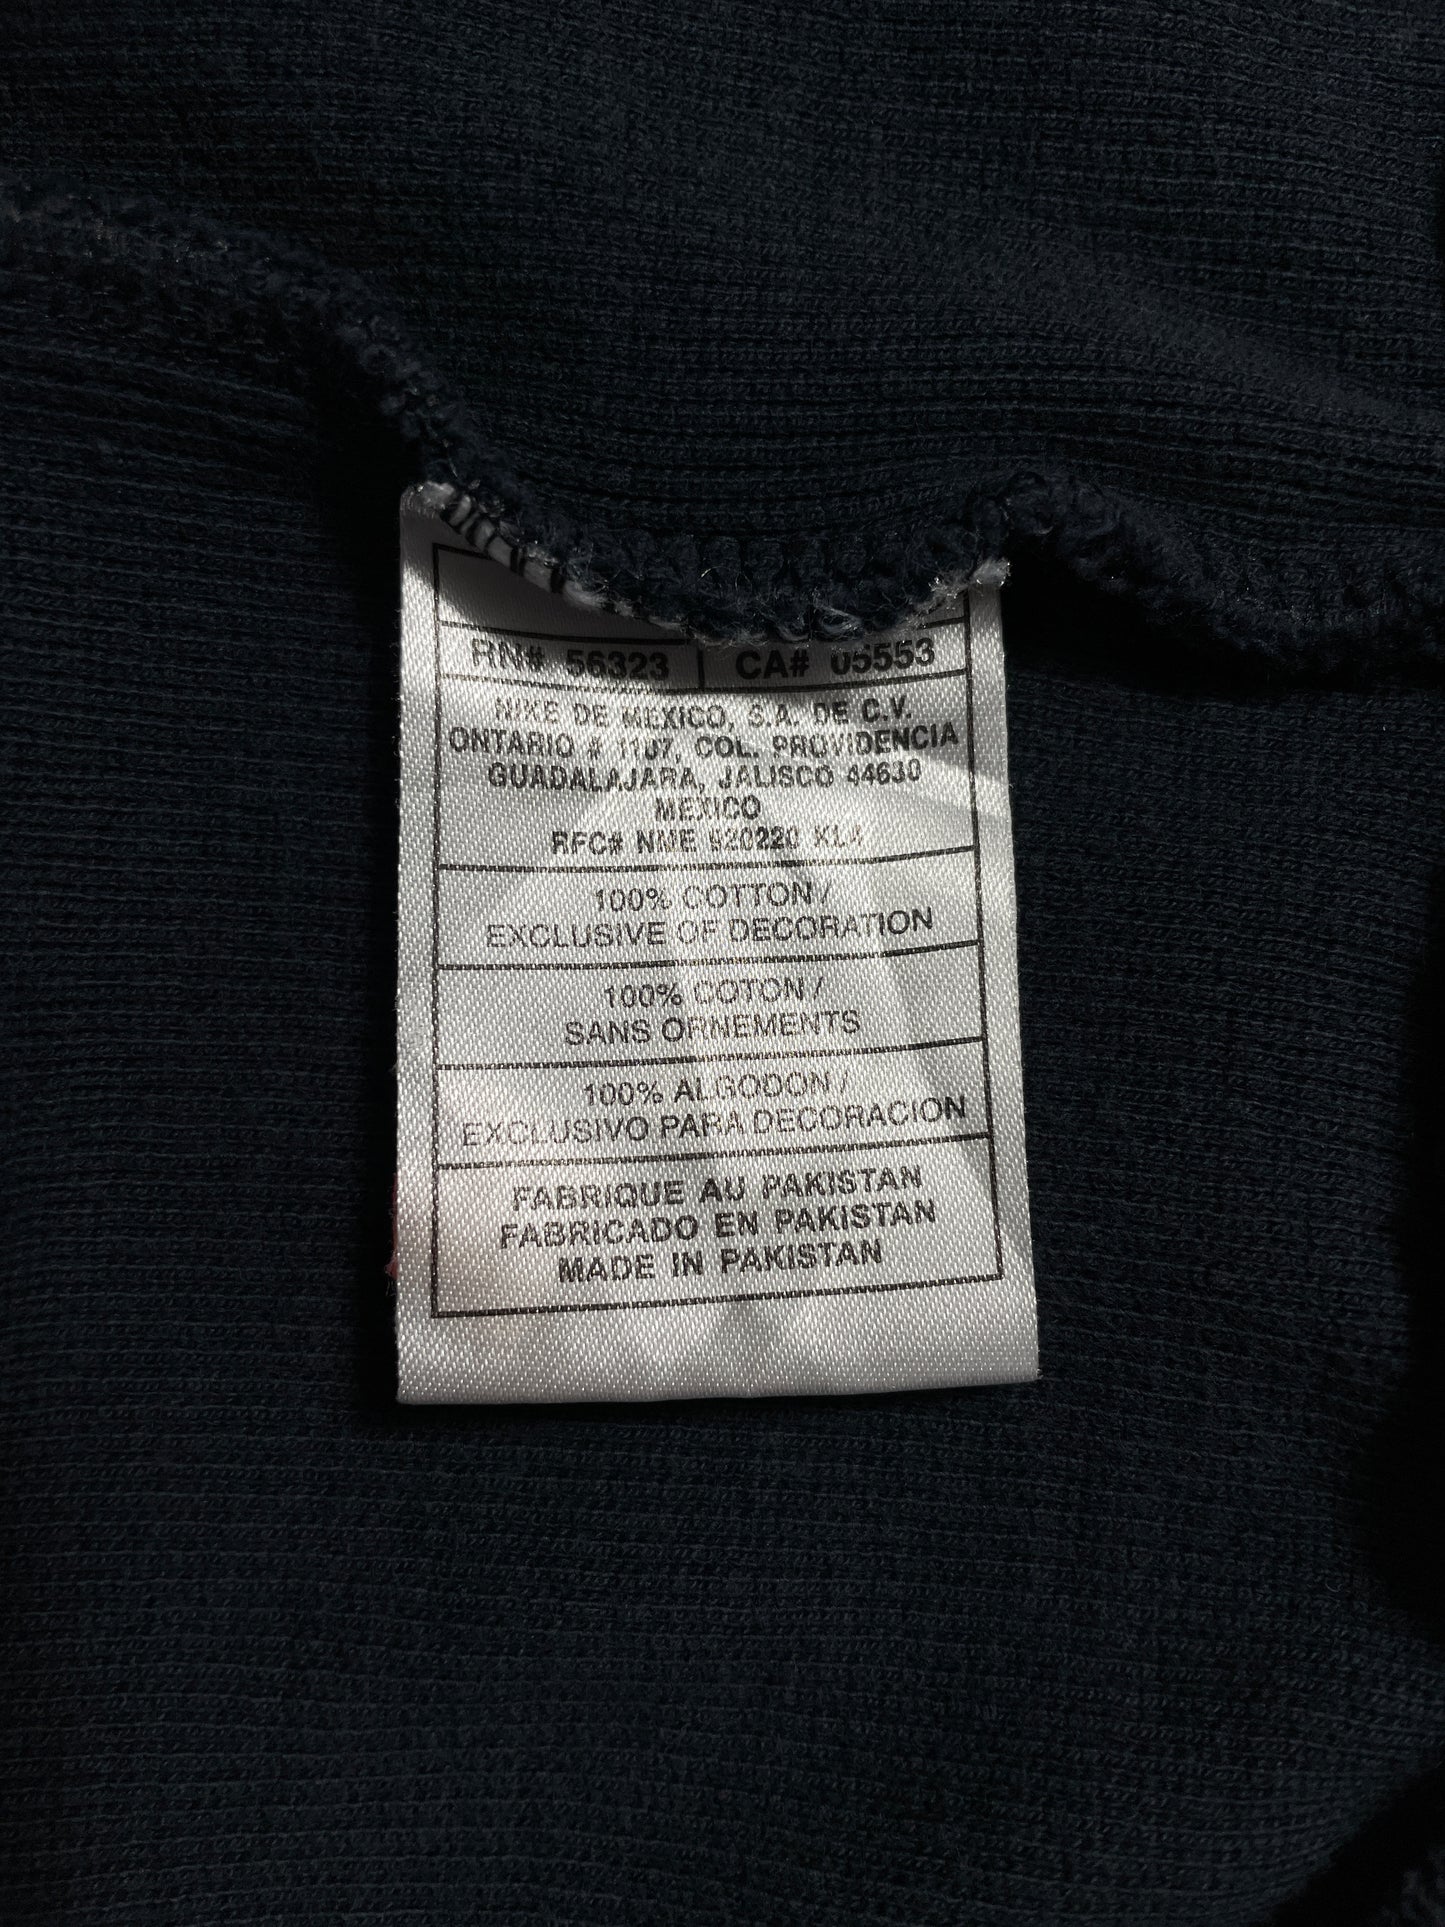 RN# 56323 CA# 05553
NIKE DE MEXICO, S.A. DE C.V.
ONTARIO # 1107, COL. PROVIDENCIA
GUADALAJARA, JALISCO 44630
MEXICO
RFC# NME 920220 XL4
100% COTTON /
EXCLUSIVE OF DECORATION
100% COTON /
SANS ORNEMENTS
100% ALGODON /
EXCLUSIVO PARA DECORACION
FABRIQUE AU PAKISTAN
FABRICADO EN PAKISTAN
MADE IN PAKISTAN